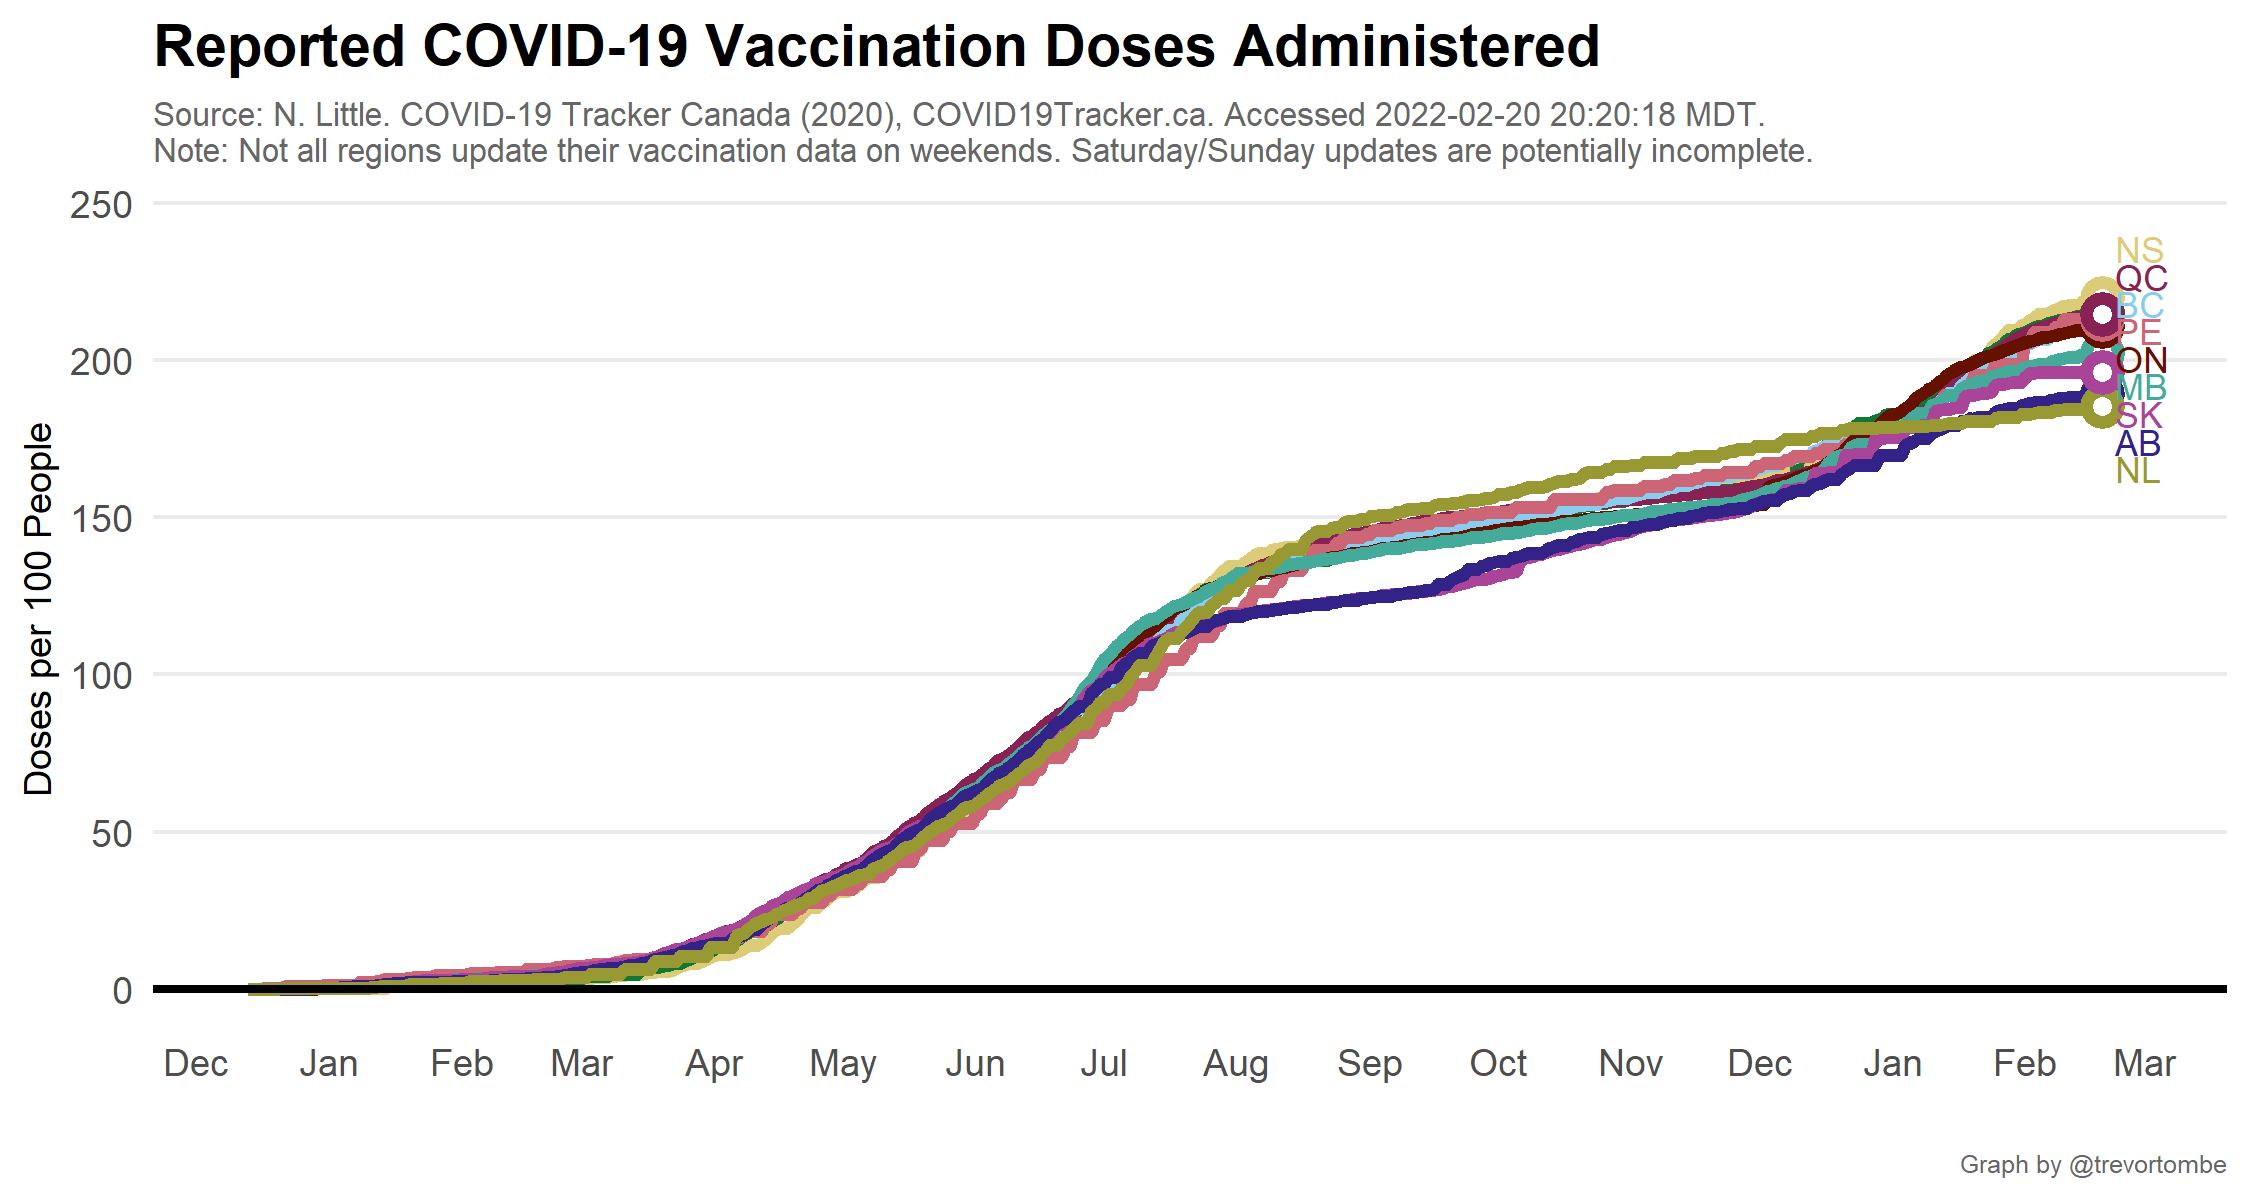 Reported COVID-19 Vaccination Doses Administered
Source: N. Little. COVID-19 Tracker Canada (2020), COVID19Tracker.ca. Accessed 2022-02-20 20:20:18 MDT.
Note: Not all regions update their vaccination data on weekends. Saturday/Sunday updates are potentially incomplete.
Doses per 100 People
250
200
150
100
50
0
NS
QC
BC
PE
ON
MB
SK
AB
NL
Dec Jan Feb Mar Apr May Jun Jul Aug Sep Oct Nov Dec Jan Feb Mar
Graph by @trevortombe